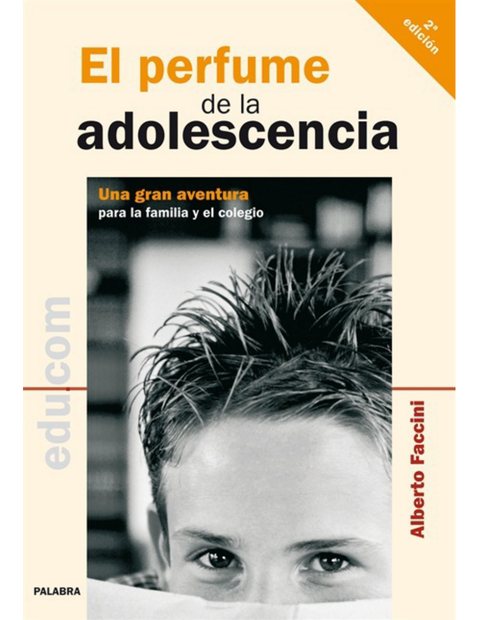 2ª
edición
El perfume
de la
adolescencia
Una gran aventura
para la familia y el colegio
edu.com
Alberto Faccini
PALABRA